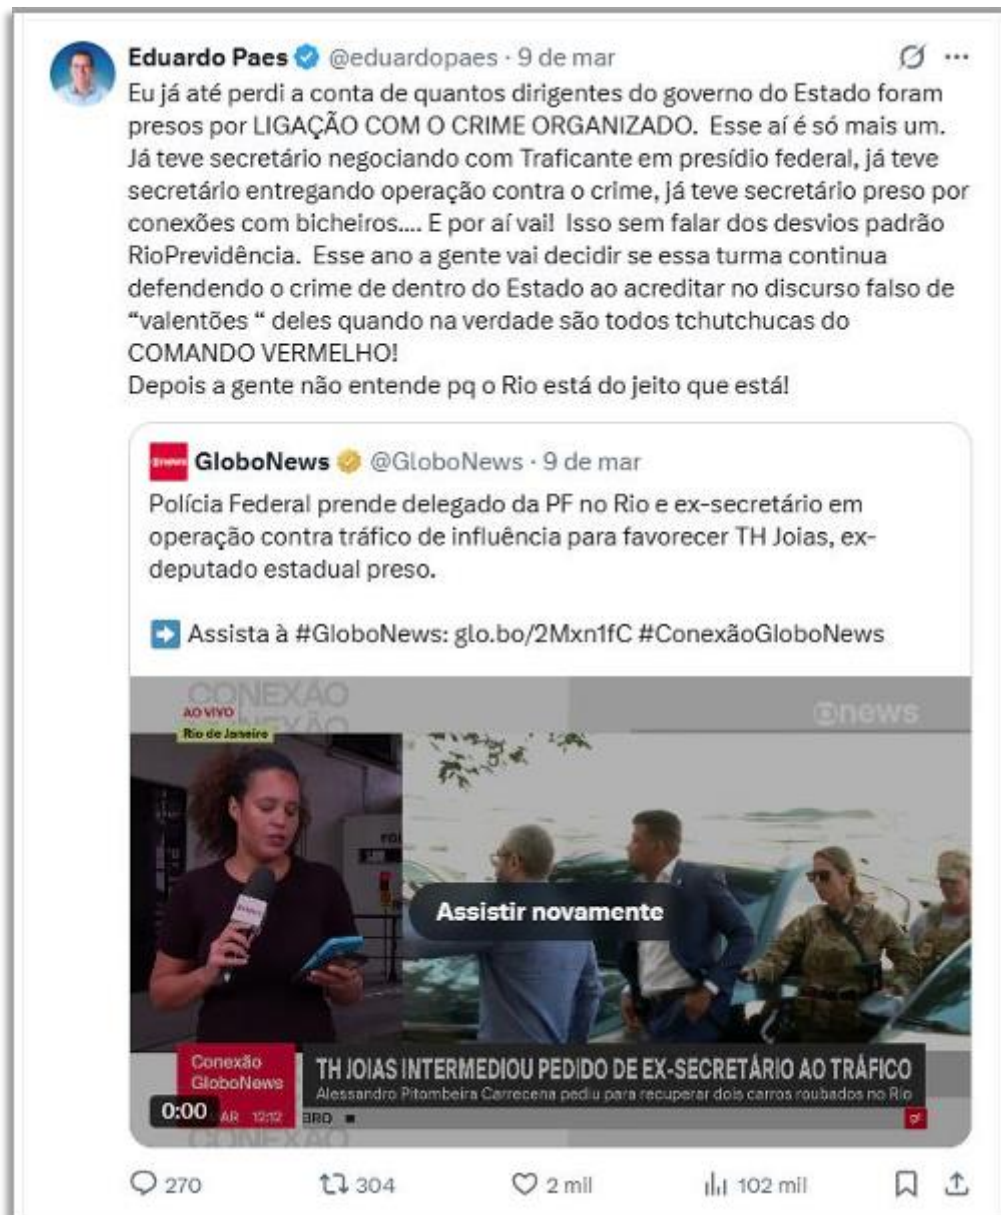 Eduardo Paes @eduardopaes · 9 de mar
Eu já até perdi a conta de quantos dirigentes do governo do Estado foram
presos por LIGAÇÃO COM O CRIME ORGANIZADO. Esse aí é só mais um.
Já teve secretário negociando com Traficante em presídio federal, já teve
secretário entregando operação contra o crime, já teve secretário preso por
conexões com bicheiros.... E por aí vai! Isso sem falar dos desvios padrão
RioPrevidência. Esse ano a gente vai decidir se essa turma continua
defendendo o crime de dentro do Estado ao acreditar no discurso falso de
“valentões “ deles quando na verdade são todos tchutchucas do
COMANDO VERMELHO!
Depois a gente não entende pq o Rio está do jeito que está!
GloboNews @GloboNews · 9 de mar
Polícia Federal prende delegado da PF no Rio e ex-secretário em
operação contra tráfico de influência para favorecer TH Joias, ex-
deputado estadual preso.
Assista à #GloboNews: glo.bo/2Mxn1fC #ConexãoGloboNews
CONEXÃO
AO VIVO
CONEXÃO
Rio de Janeiro
news
Assistir novamente
Conexão
GloboNews
TH JOIAS INTERMEDIOU PEDIDO DE EX-SECRETÁRIO AO TRÁFICO
Alessandro Pitombeira Carrecena pediu para recuperar dois carros roubados no Rio
0:00
AR 12:12
BRO
g1
CONEXÃO
270 304 2 mil 102 mil